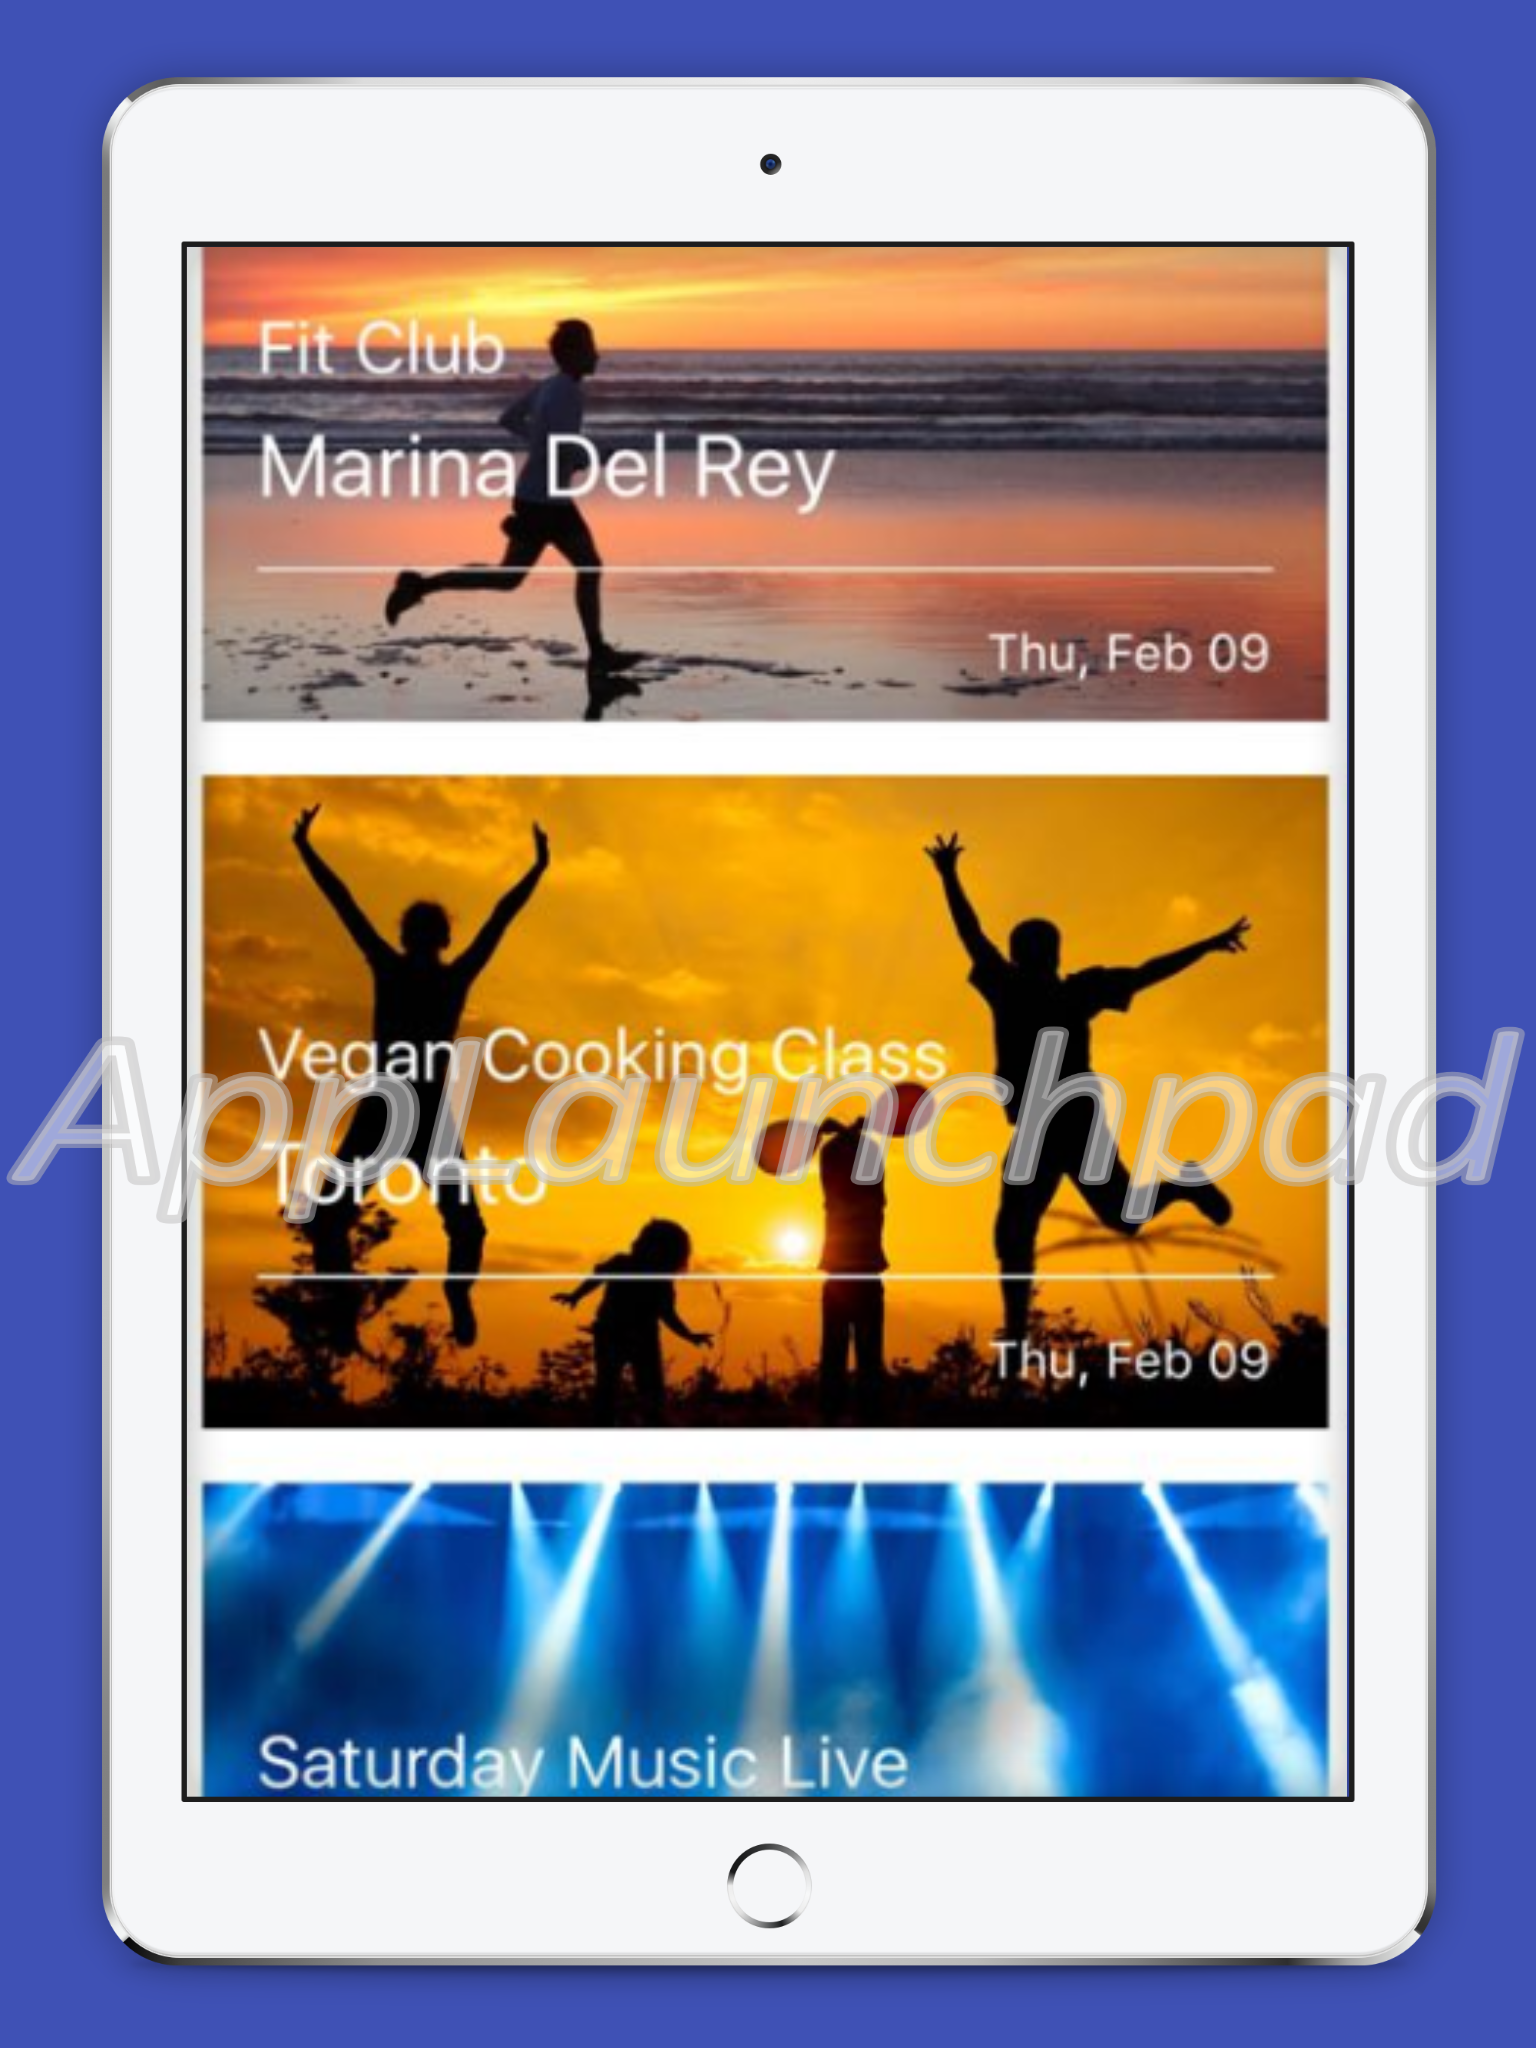 Fit Club
Marina Del Rey
Thu, Feb 09
Vegan Cooking Class
AppLaunchpad
Toronto
Thu, Feb 09
Saturday Music Live